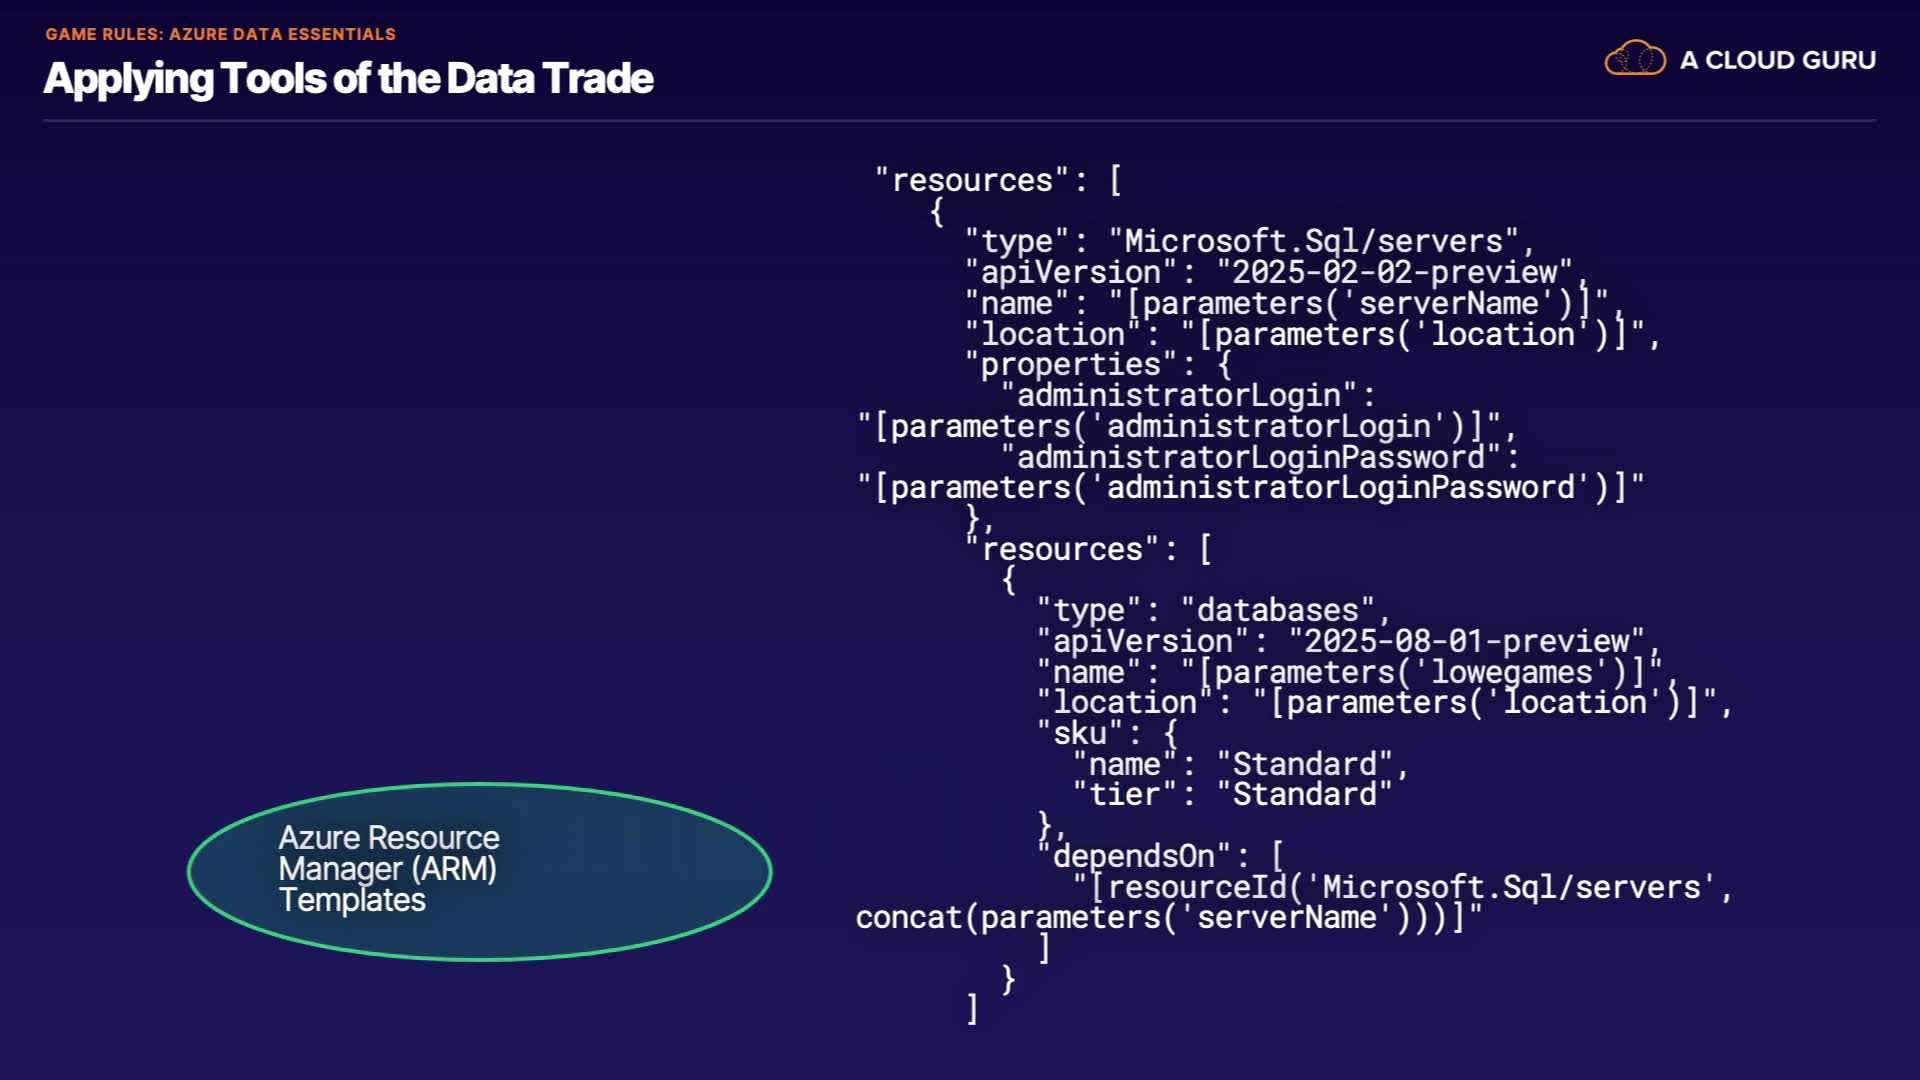 GAME RULES: AZURE DATA ESSENTIALS
Applying Tools of the Data Trade
A CLOUD GURU
"resources": [
{
"type": "Microsoft.Sql/servers",
"apiVersion": "2025-02-02-preview",
"name": "[parameters('serverName')]",
"location": "[parameters('location')]",
"properties": {
"administratorLogin":
"[parameters('administratorLogin')]",
"administratorLoginPassword":
"[parameters('administratorLoginPassword')]"
},
"resources": [
{
"type": "databases",
"apiVersion": "2025-08-01-preview",
"name": "[parameters('lowegames')]",
"location": "[parameters('location')]",
"sku": {
"name": "Standard",
"tier": "Standard"
},
"dependsOn": [
"[resourceId('Microsoft.Sql/servers',
concat(parameters('serverName')))]"
]
}
]
Azure Resource
Manager (ARM)
Templates